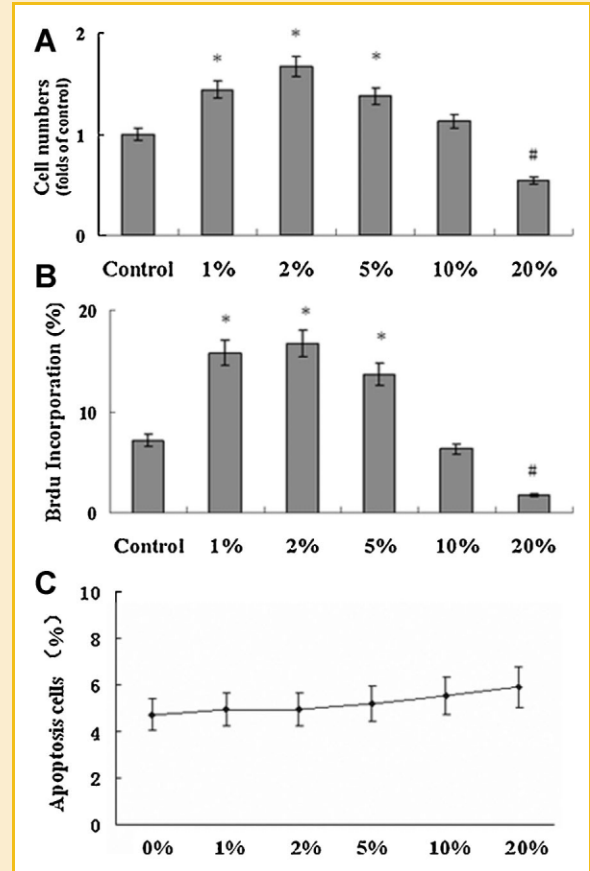 A
Cell numbers
(folds of control)
2
1
0
*
*
*
#
Control 1% 2% 5% 10% 20%
B
Brdu Incorporation (%)
20
10
0
*
*
*
#
Control 1% 2% 5% 10% 20%
C
Apoptosis cells (%)
10
8
6
4
2
0
0% 1% 2% 5% 10% 20%